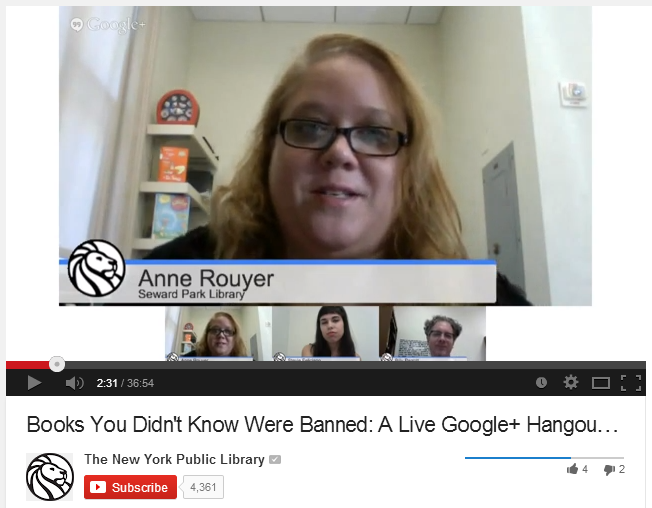 Google+
Anne Rouyer
Seward Park Library
2:31 / 36:54
Books You Didn't Know Were Banned: A Live Google+ Hangou...
The New York Public Library
Subscribe 4,361
4 2